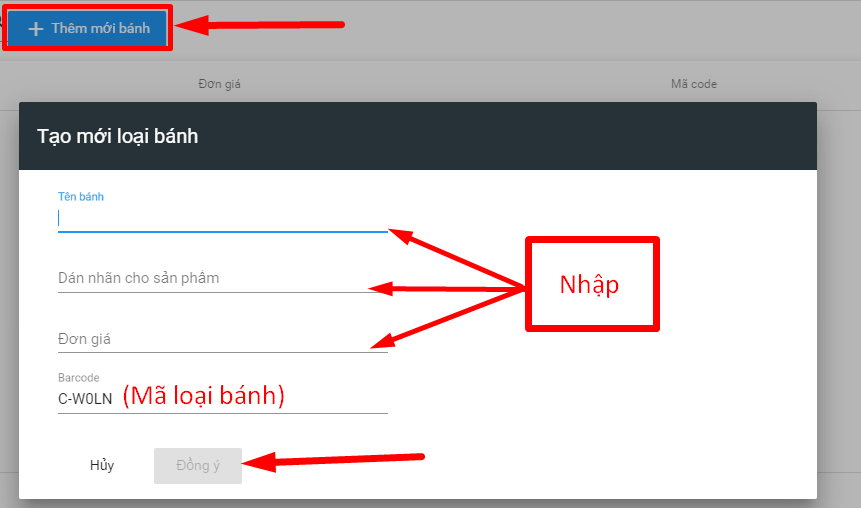 + Thêm mới bánh
Đơn giá Mã code
Tạo mới loại bánh
Tên bánh
Dán nhãn cho sản phẩm
Nhập
Đơn giá
Barcode
C-W0LN (Mã loại bánh)
Hủy Đồng ý